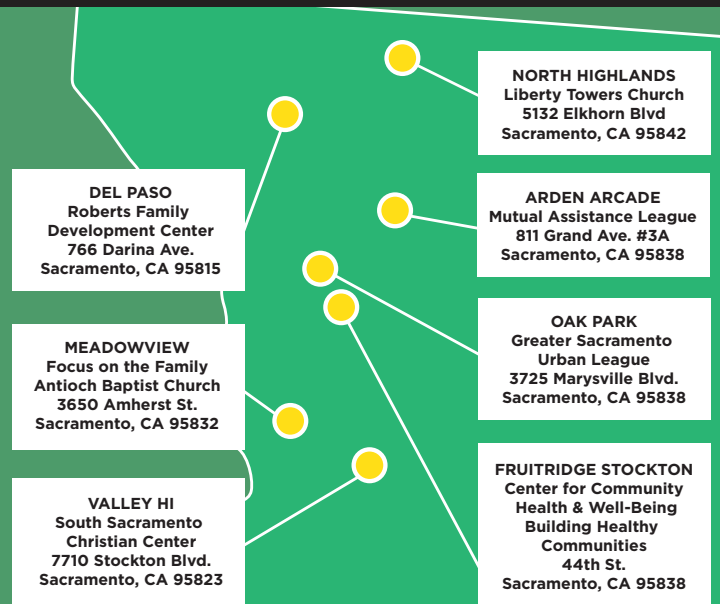 NORTH HIGHLANDS
Liberty Towers Church
5132 Elkhorn Blvd
Sacramento, CA 95842
DEL PASO
Roberts Family
Development Center
766 Darina Ave.
Sacramento, CA 95815
ARDEN ARCADE
Mutual Assistance League
811 Grand Ave. #3A
Sacramento, CA 95838
OAK PARK
Greater Sacramento
Urban League
3725 Marysville Blvd.
Sacramento, CA 95838
MEADOWVIEW
Focus on the Family
Antioch Baptist Church
3650 Amherst St.
Sacramento, CA 95832
FRUITRIDGE STOCKTON
Center for Community
Health & Well-Being
Building Healthy
Communities
44th St.
Sacramento, CA 95838
VALLEY HI
South Sacramento
Christian Center
7710 Stockton Blvd.
Sacramento, CA 95823